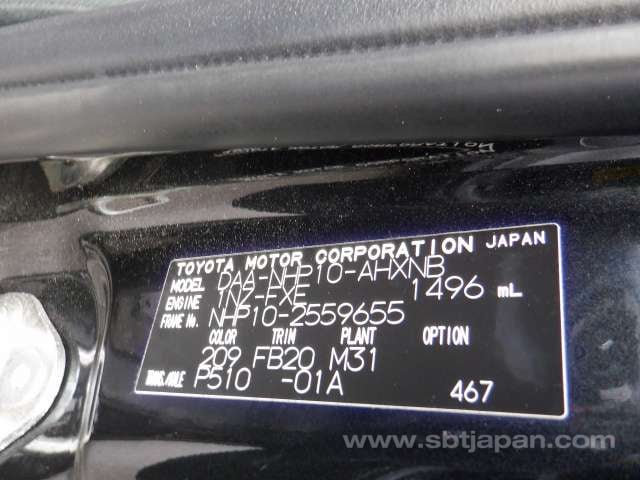 TOYOTA MOTOR CORPORATION JAPAN
MODEL DAA-NHP10-AHXNB
ENGINE 1NZ-FXE 1496 mL
FRAME No. NHP10-2559655
COLOR TRIM PLANT OPTION
209 FB20 M31
TRANS./AXLE P510 -01A 467
www.sbtjapan.com